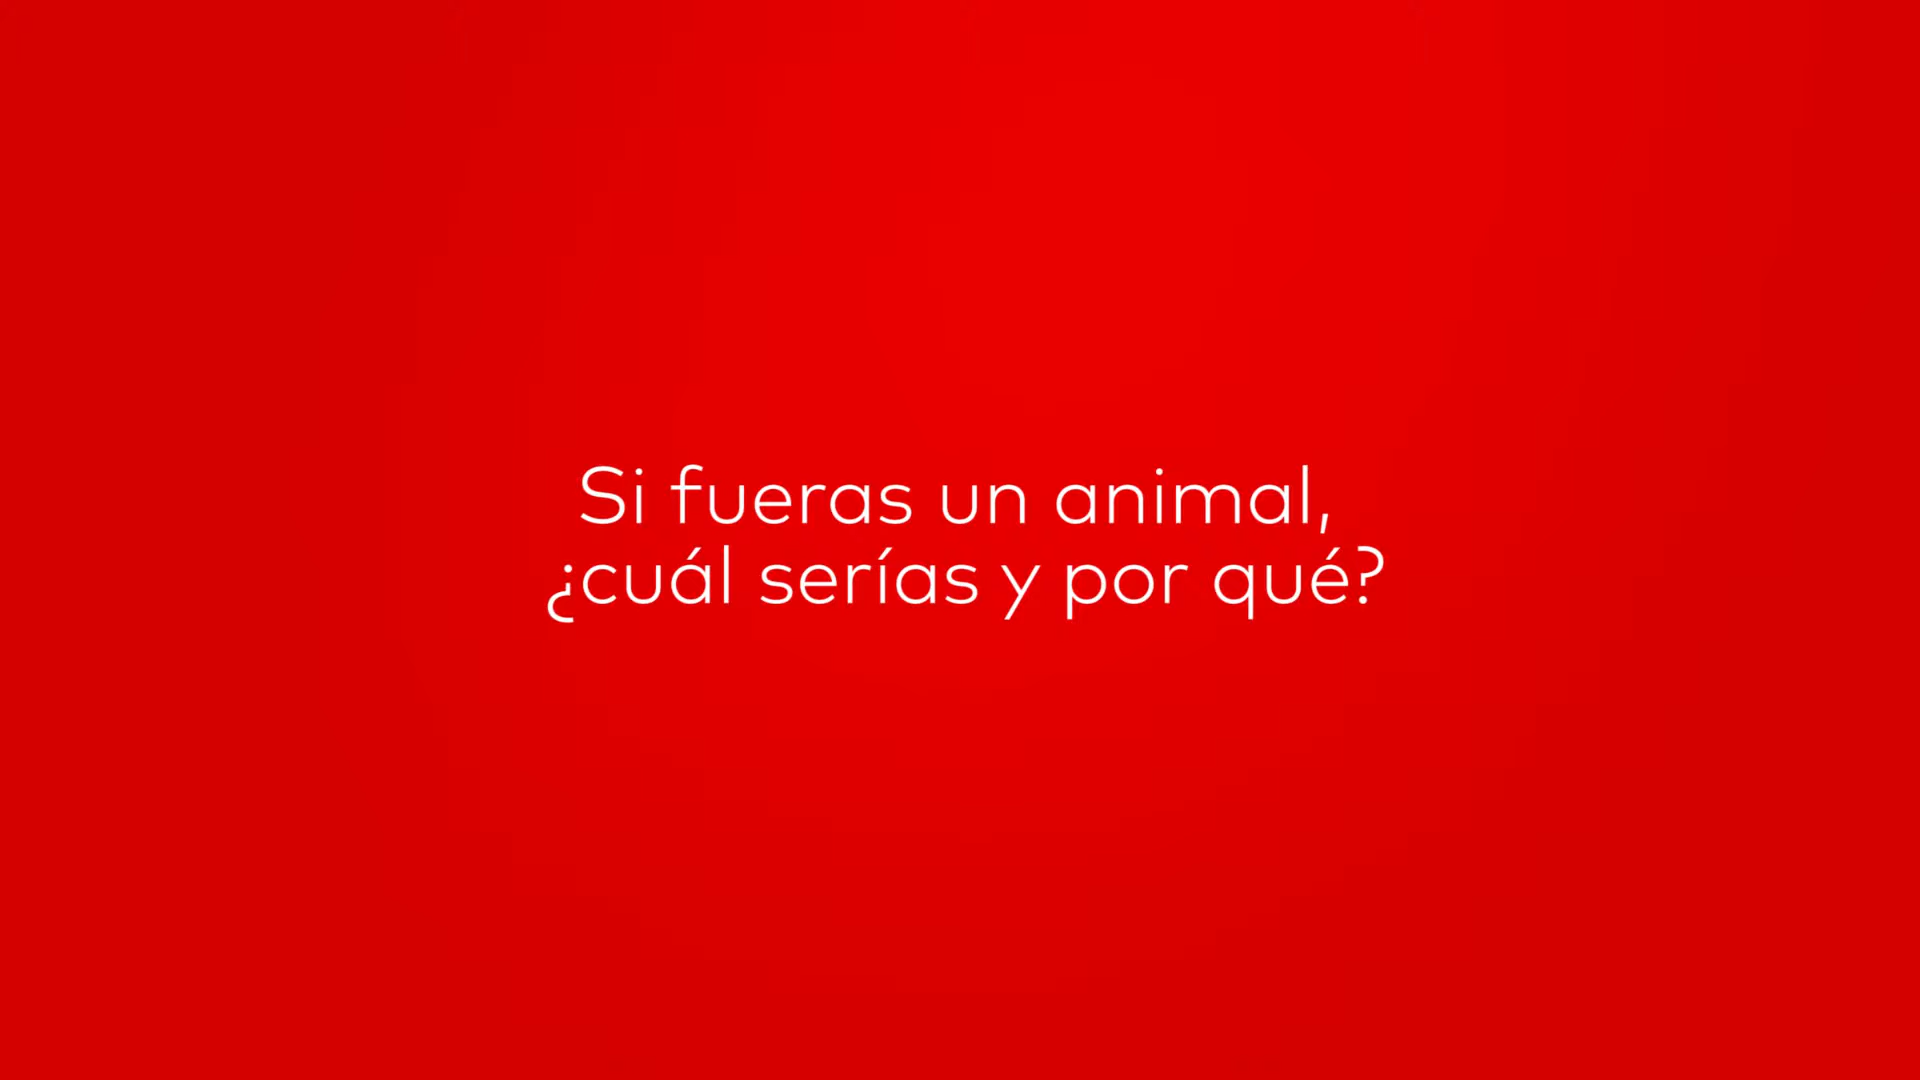 Si fueras un animal,
¿cuál serías y por qué?